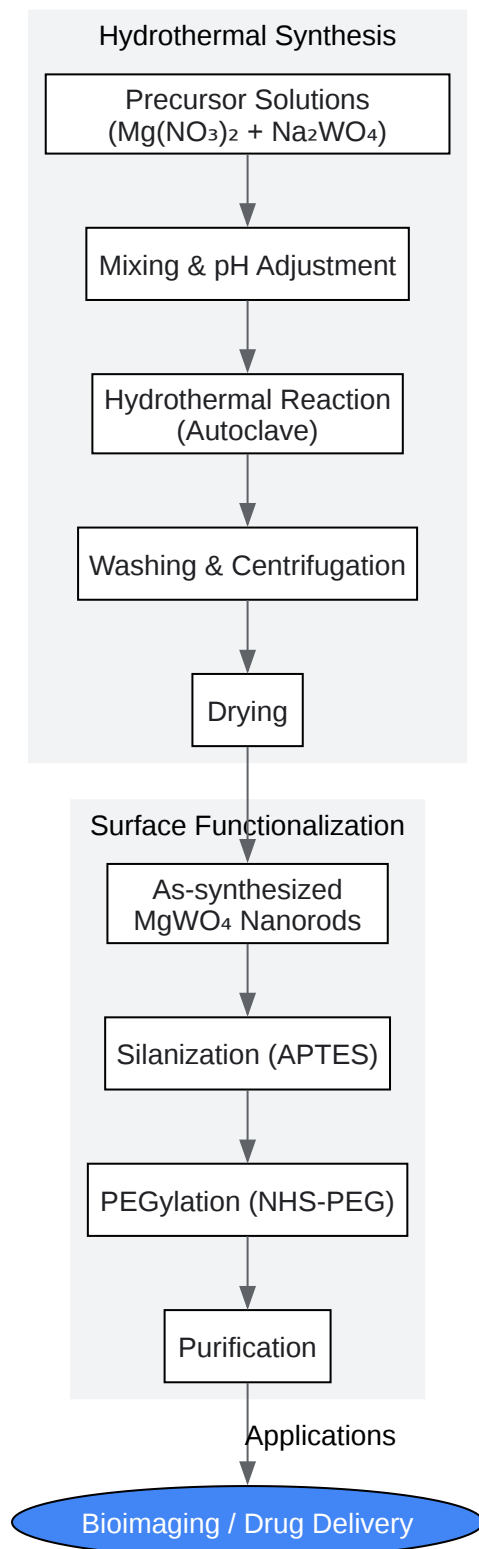 Hydrothermal Synthesis
Precursor Solutions
(Mg(NO₃)₂ + Na₂WO₄)
Mixing & pH Adjustment
Hydrothermal Reaction
(Autoclave)
Washing & Centrifugation
Drying
Surface Functionalization
As-synthesized
MgWO₄ Nanorods
Silanization (APTES)
PEGylation (NHS-PEG)
Purification
Applications
Bioimaging / Drug Delivery